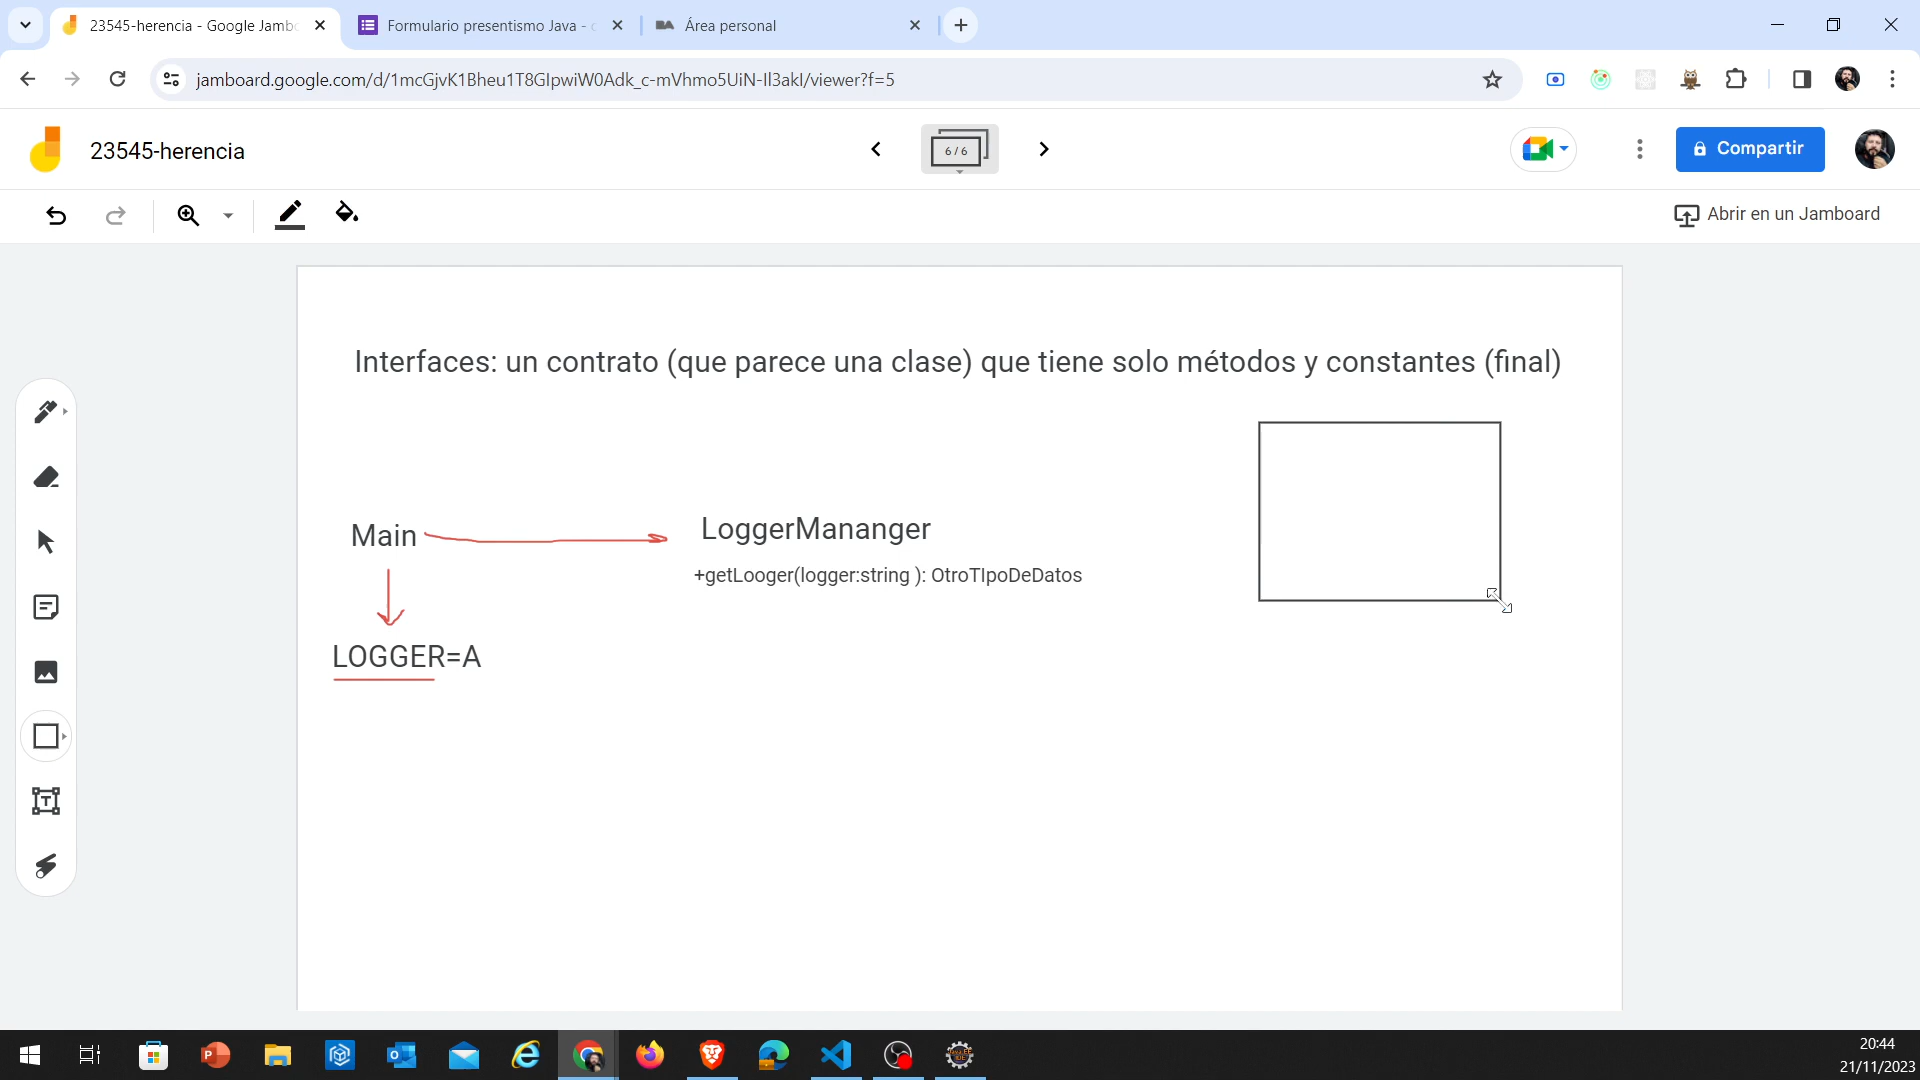 23545-herencia - Google Jambo
Formulario presentismo Java - c
Área personal
jamboard.google.com/d/1mcGjvK1Bheu1T8GIpwiW0Adk_c-mVhmo5UiN-Il3akI/viewer?f=5
23545-herencia
6 / 6
Compartir
Abrir en un Jamboard
Interfaces: un contrato (que parece una clase) que tiene solo métodos y constantes (final)
Main
LoggerMananger
+getLooger(logger:string ): OtroTIpoDeDatos
LOGGER=A
20:44
21/11/2023